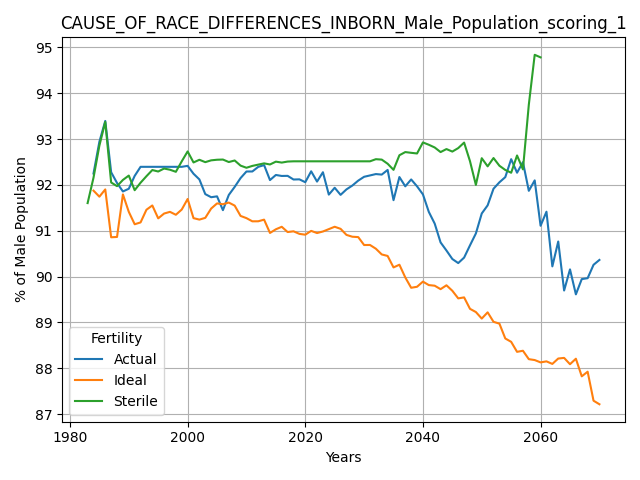 CAUSE_OF_RACE_DIFFERENCES_INBORN_Male_Population_scoring_1
95
94
93
92
91
90
89
88
87
% of Male Population
Fertility
Actual
Ideal
Sterile
1980
2000
2020
2040
2060
Years